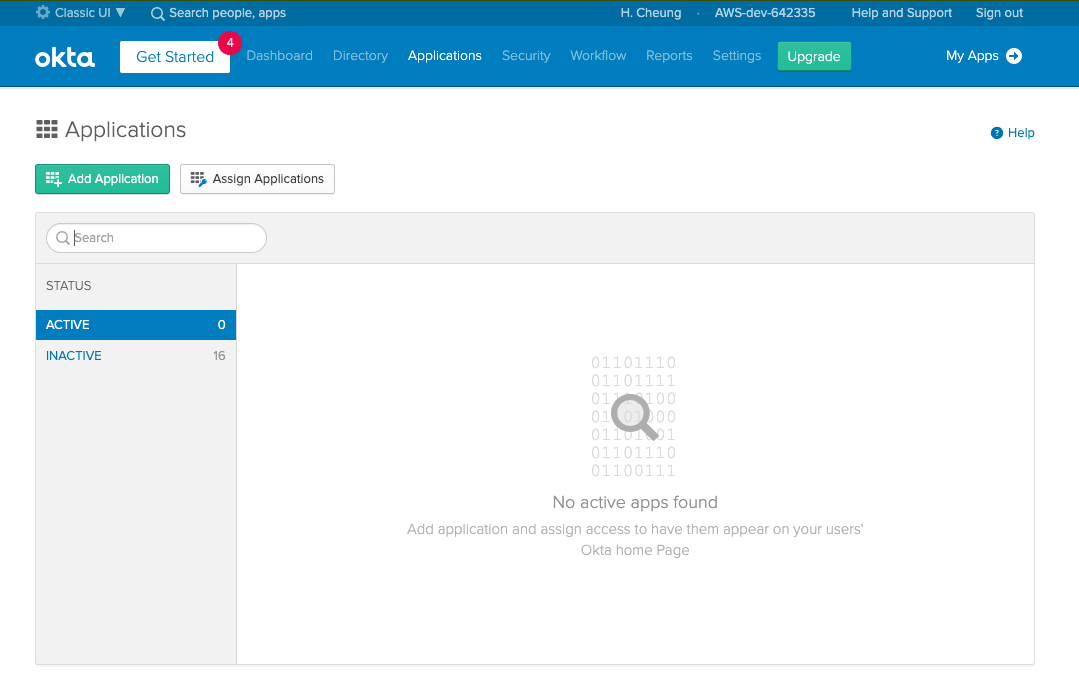 Classic UI ▼ Search people, apps H. Cheung · AWS-dev-642335 Help and Support Sign out
okta Get Started 4 Dashboard Directory Applications Security Workflow Reports Settings Upgrade My Apps
Applications
? Help
Add Application Assign Applications
Search
STATUS
ACTIVE 0
INACTIVE 16
01101110
01101111
01110100
01101000
01101001
01101110
01100111
No active apps found
Add application and assign access to have them appear on your users'
Okta home Page